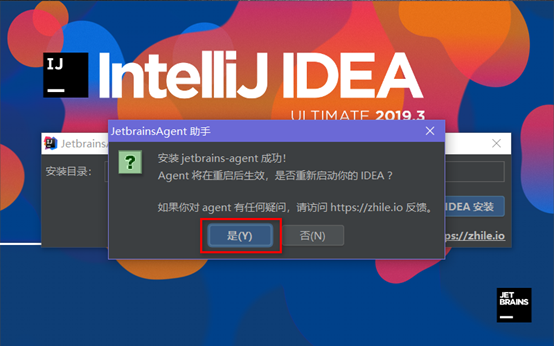 IJ
IntelliJ IDEA
ULTIMATE 2019.3
JetbrainsA
JetbrainsAgent 助手
安装目录:
安装 jetbrains-agent 成功!
Agent 将在重启后生效，是否重新启动你的 IDEA ?
如果你对 agent 有任何疑问，请访问 https://zhile.io 反馈。
IDEA 安装
是(Y)
否(N)
ps://zhile.io
JET
BRAINS